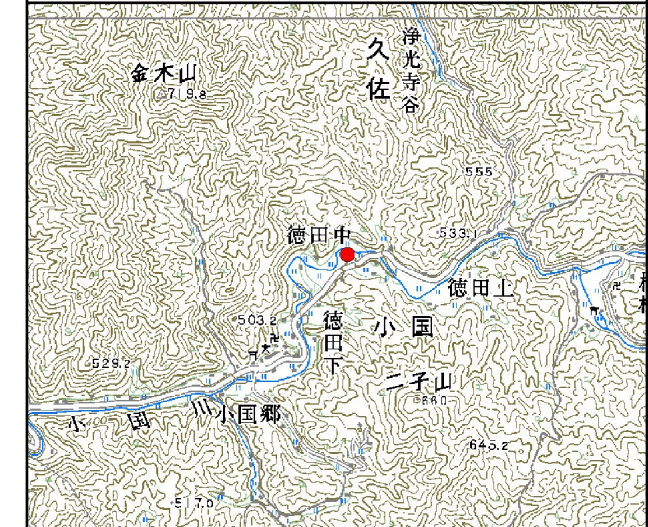 浄光寺谷
久佐
金木山
719.8
555
徳田中
533.1
徳田上
503.2
徳田下
小国
529.2
二子山
660
小国川
小国郷
645.2
517.0